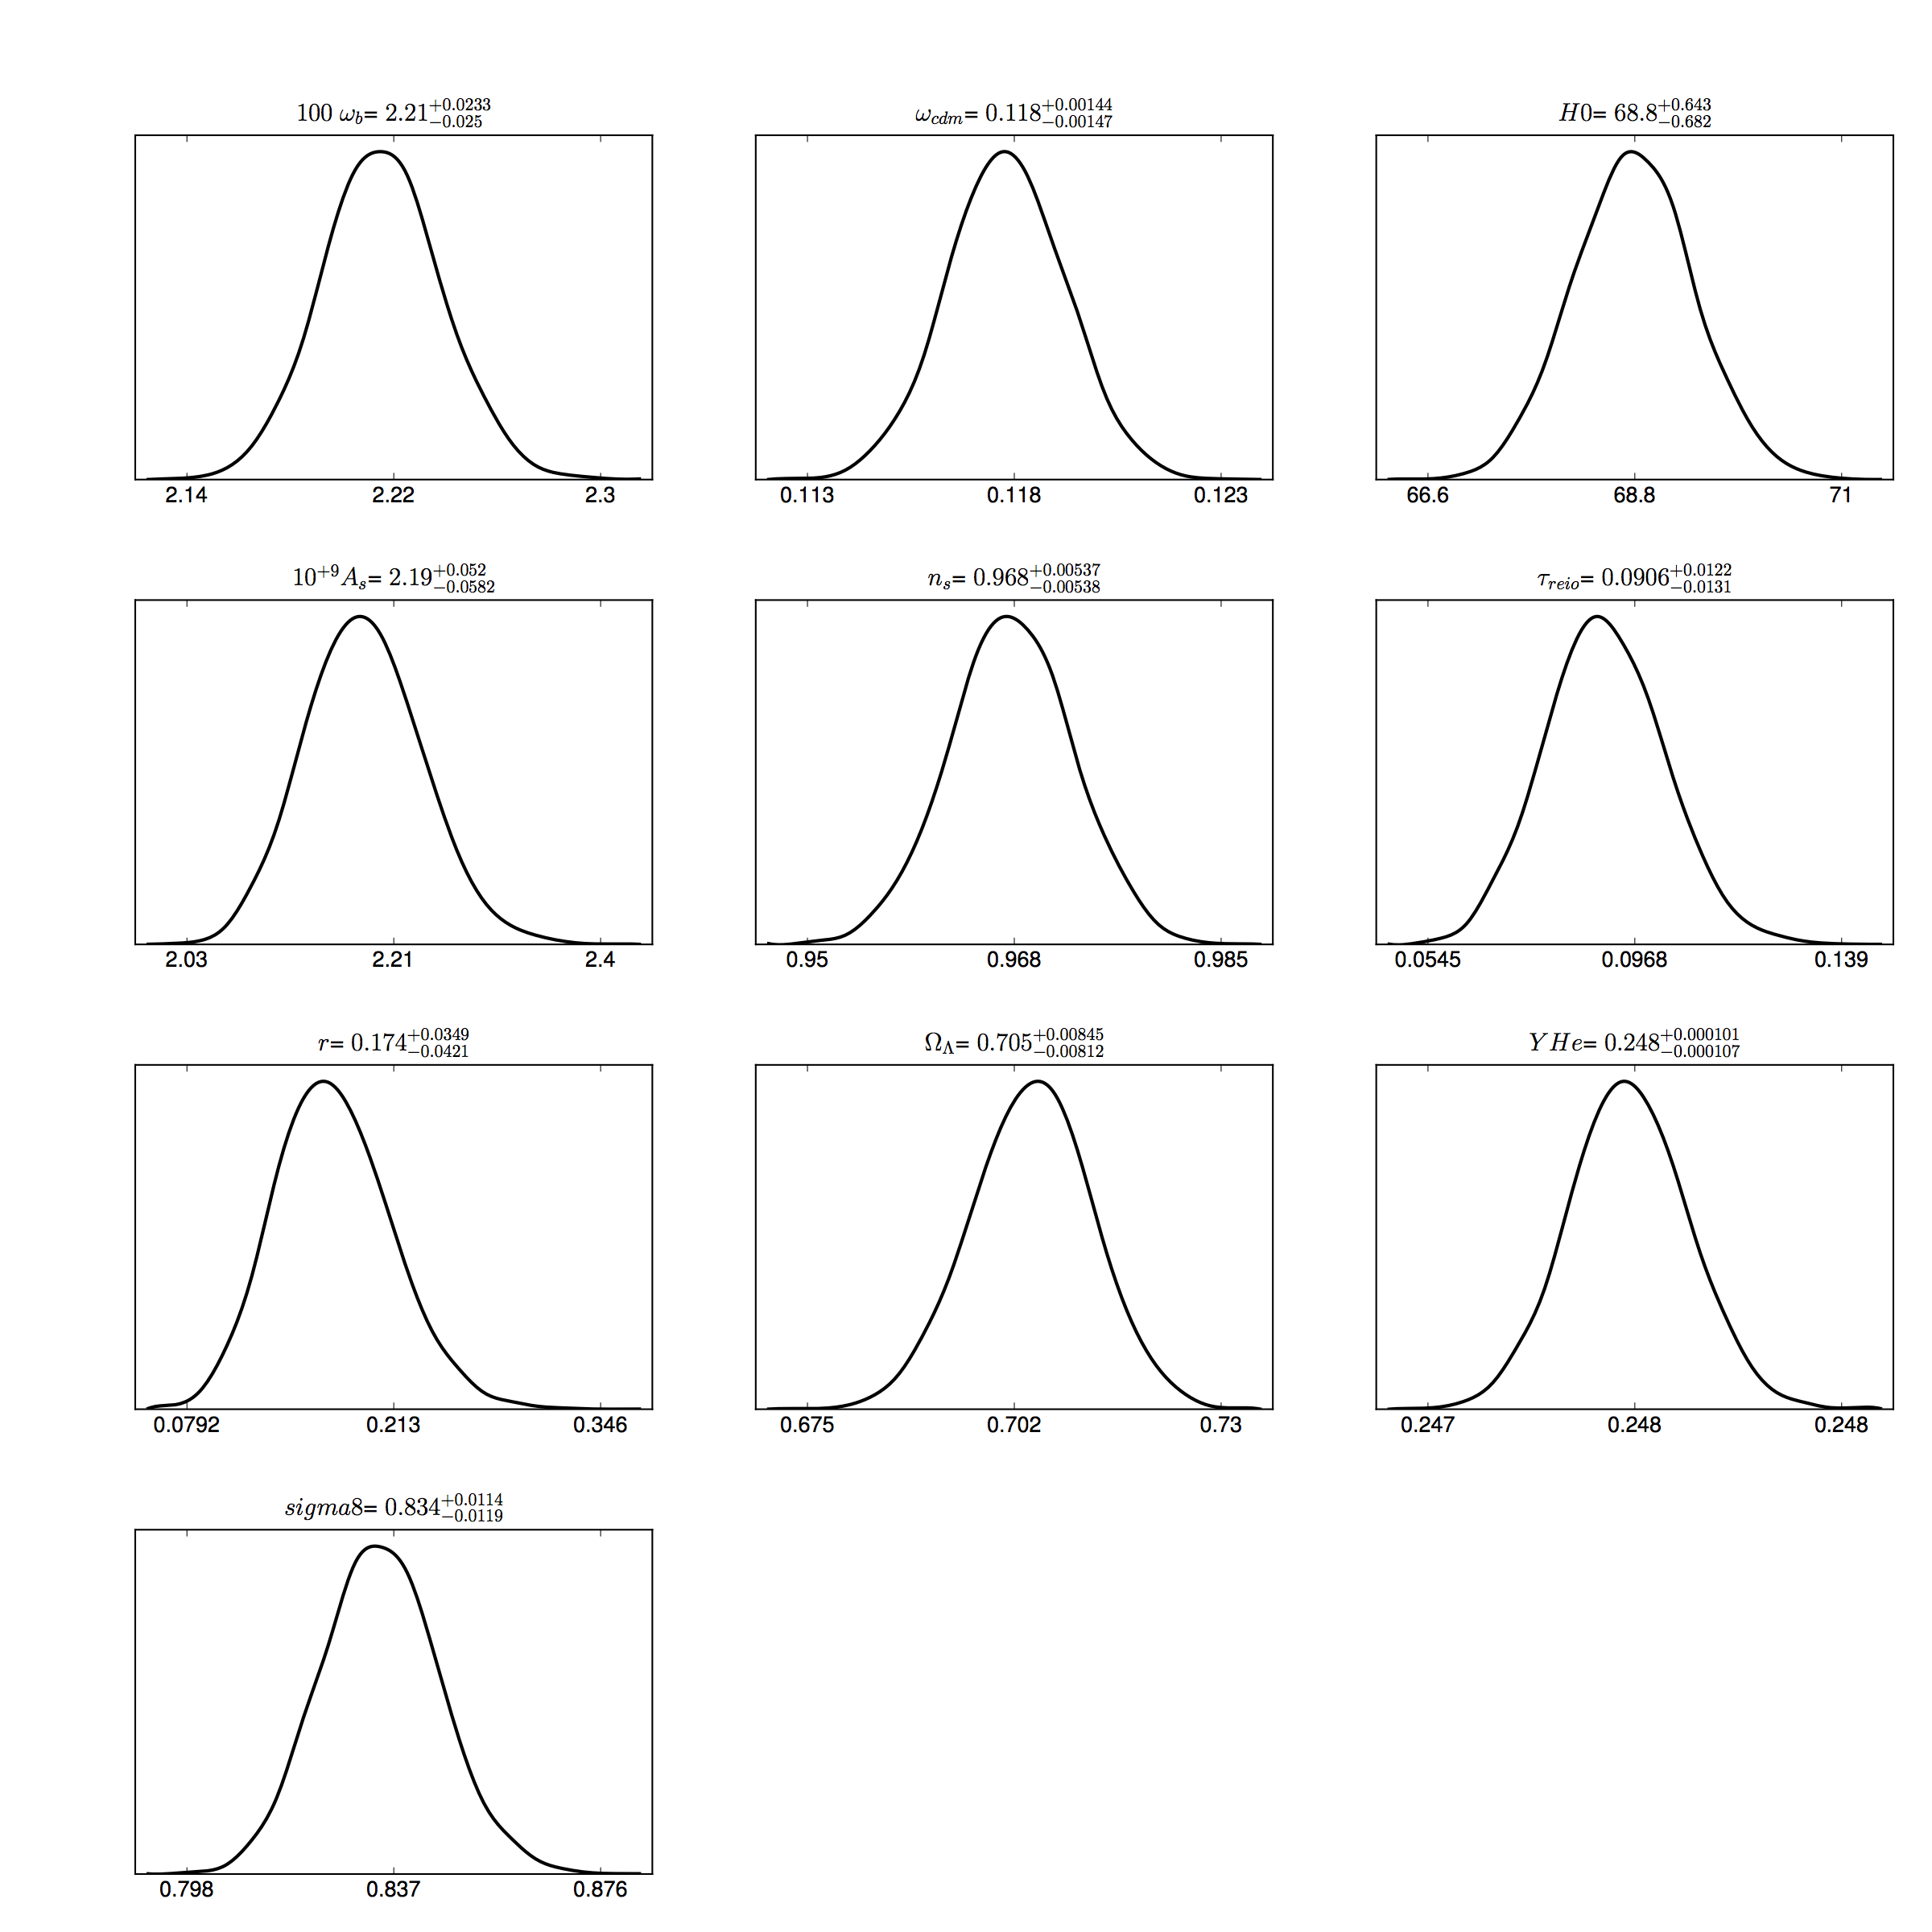 100 ω_b= 2.21^{+0.0233}_{−0.025}
2.14 2.22 2.3
ω_{cdm}= 0.118^{+0.00144}_{−0.00147}
0.113 0.118 0.123
H0= 68.8^{+0.643}_{−0.682}
66.6 68.8 71
10^{+9}A_s= 2.19^{+0.052}_{−0.0582}
2.03 2.21 2.4
n_s= 0.968^{+0.00537}_{−0.00538}
0.95 0.968 0.985
τ_{reio}= 0.0906^{+0.0122}_{−0.0131}
0.0545 0.0968 0.139
r= 0.174^{+0.0349}_{−0.0421}
0.0792 0.213 0.346
Ω_Λ= 0.705^{+0.00845}_{−0.00812}
0.675 0.702 0.73
YHe= 0.248^{+0.000101}_{−0.000107}
0.247 0.248 0.248
sigma8= 0.834^{+0.0114}_{−0.0119}
0.798 0.837 0.876